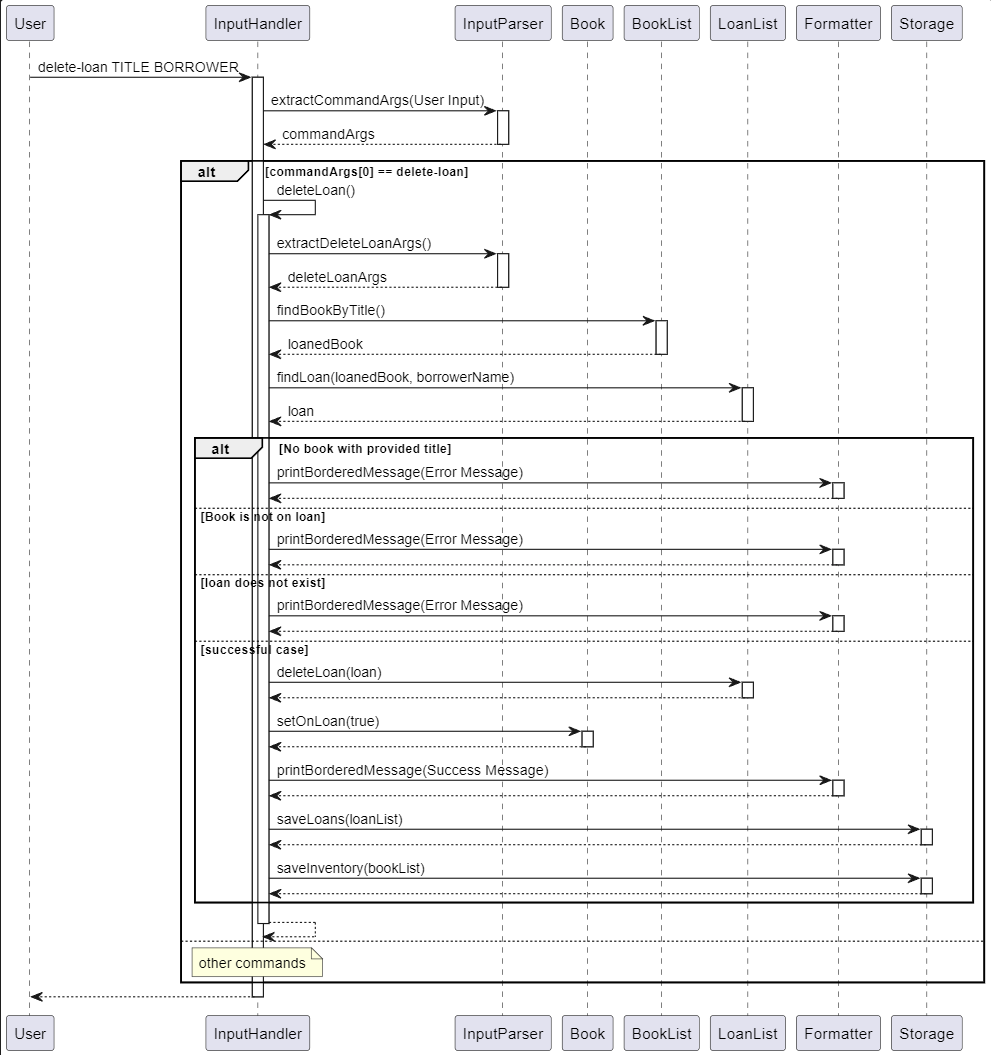 User InputHandler InputParser Book BookList LoanList Formatter Storage
delete-loan TITLE BORROWER
extractCommandArgs(User Input)
commandArgs
alt [commandArgs[0] == delete-loan]
deleteLoan()
extractDeleteLoanArgs()
deleteLoanArgs
findBookByTitle()
loanedBook
findLoan(loanedBook, borrowerName)
loan
alt [No book with provided title]
printBorderedMessage(Error Message)
[Book is not on loan]
printBorderedMessage(Error Message)
[loan does not exist]
printBorderedMessage(Error Message)
[successful case]
deleteLoan(loan)
setOnLoan(true)
printBorderedMessage(Success Message)
saveLoans(loanList)
saveInventory(bookList)
other commands
User InputHandler InputParser Book BookList LoanList Formatter Storage